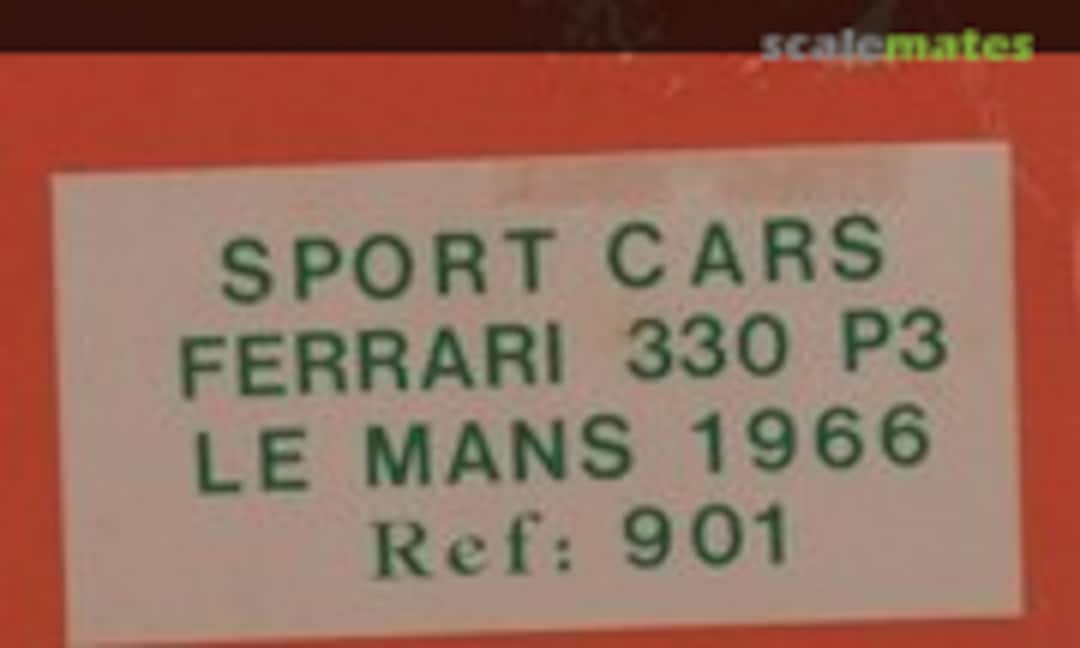 scalemates
SPORT CARS
FERRARI 330 P3
LE MANS 1966
Ref: 901